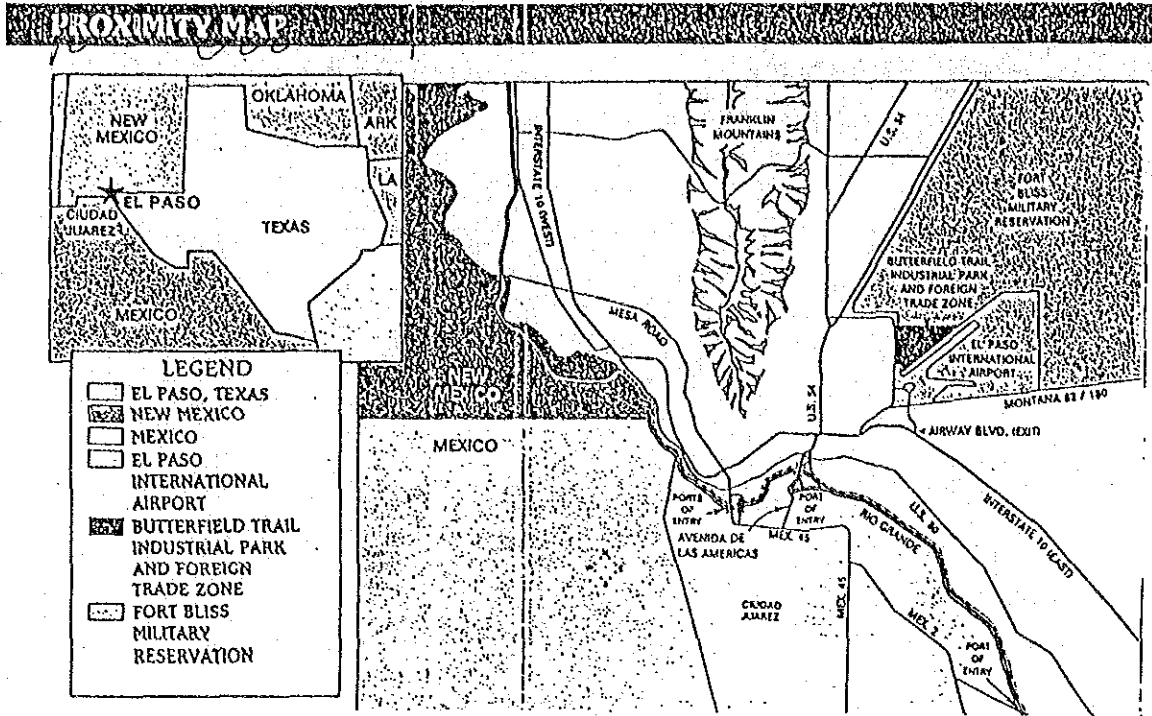 PROXIMITY MAP
OKLAHOMA
NEW
MEXICO
ARK
LA
EL PASO
CIUDAD
JUAREZ
TEXAS
MEXICO
LEGEND
EL PASO, TEXAS
NEW MEXICO
MEXICO
EL PASO
INTERNATIONAL
AIRPORT
BUTTERFIELD TRAIL
INDUSTRIAL PARK
AND FOREIGN
TRADE ZONE
FORT BLISS
MILITARY
RESERVATION
INTERSTATE 10 (WEST)
FRANKLIN
MOUNTAINS
U.S. 54
FORT
BLISS
MILITARY
RESERVATION
BUTTERFIELD TRAIL
INDUSTRIAL PARK
AND FOREIGN
TRADE ZONE
MESA ROAD
EL PASO
INTERNATIONAL
AIRPORT
NEW
MEXICO
U.S. 54
MONTANA 62 / 180
AIRWAY BLVD. (EXIT)
MEXICO
PORTS
OF
ENTRY
PORT
OF
ENTRY
AVENIDA DE
LAS AMERICAS
MEX. 45
RIO GRANDE
U.S. 80
INTERSTATE 10 (EAST)
CIUDAD
JUAREZ
MEX. 45
MEX. 2
PORT
OF
ENTRY